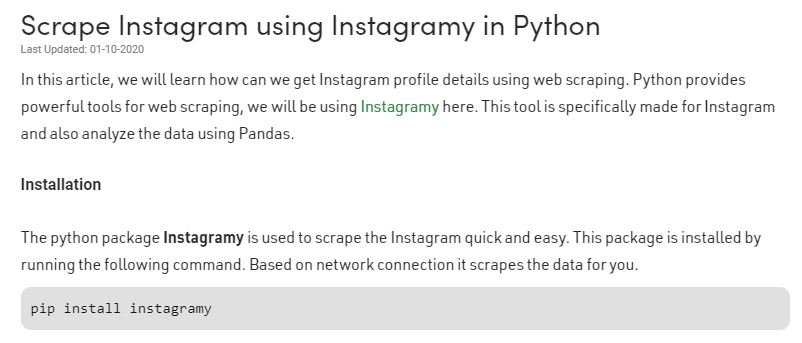 Scrape Instagram using Instagramy in Python
Last Updated: 01-10-2020
In this article, we will learn how can we get Instagram profile details using web scraping. Python provides
powerful tools for web scraping, we will be using Instagramy here. This tool is specifically made for Instagram
and also analyze the data using Pandas.
Installation
The python package Instagramy is used to scrape the Instagram quick and easy. This package is installed by
running the following command. Based on network connection it scrapes the data for you.
pip install instagramy